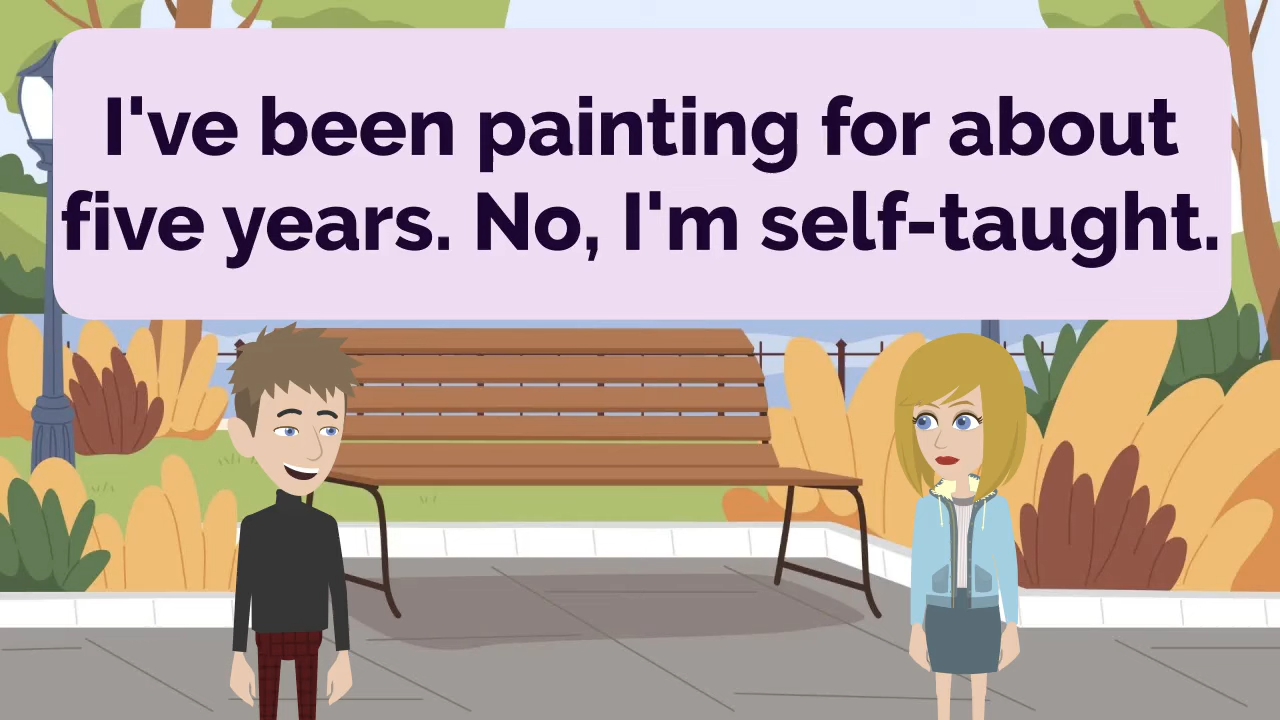 I've been painting for about
five years. No, I'm self-taught.